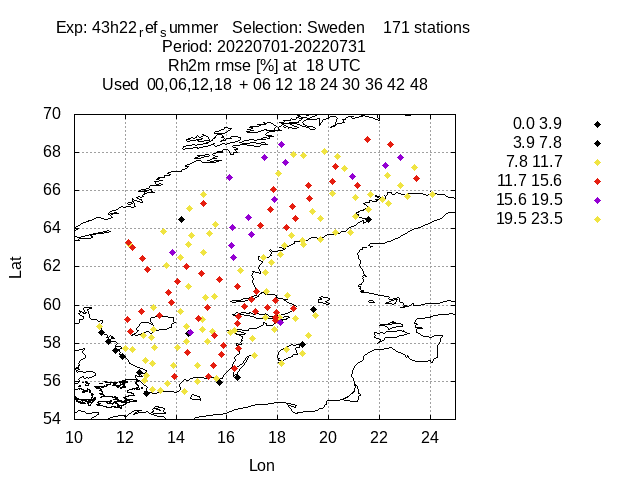 Exp: 43h22refsummer Selection: Sweden 171 stations
Period: 20220701-20220731
Rh2m rmse [%] at 18 UTC
Used 00,06,12,18 + 06 12 18 24 30 36 42 48
0.0 3.9
3.9 7.8
7.8 11.7
11.7 15.6
15.6 19.5
19.5 23.5
70
68
66
64
62
60
58
56
54
Lat
10 12 14 16 18 20 22 24
Lon